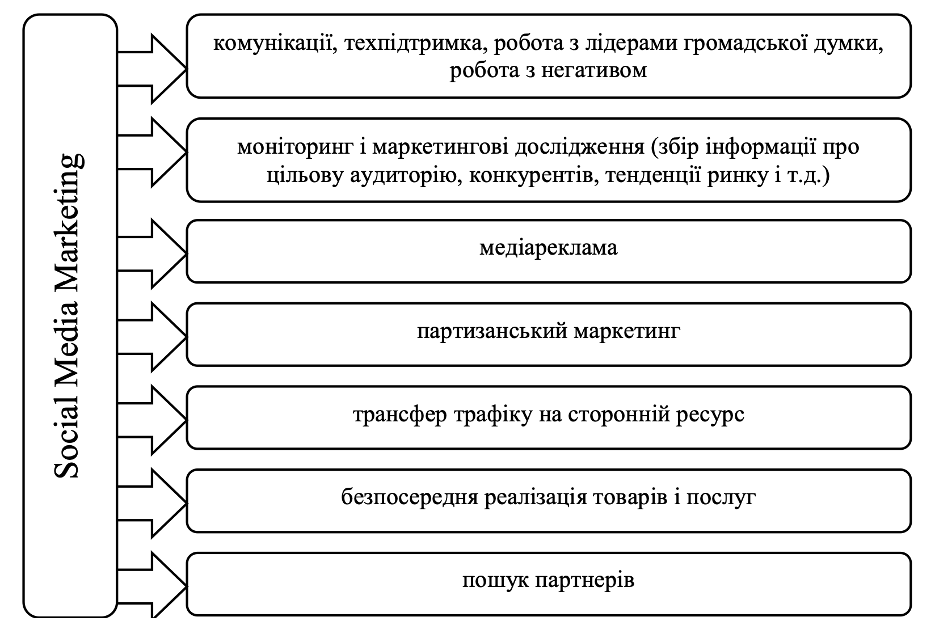 Social Media Marketing
комунікації, техпідтримка, робота з лідерами громадської думки,
робота з негативом
моніторинг і маркетингові дослідження (збір інформації про
цільову аудиторію, конкурентів, тенденції ринку і т.д.)
медіареклама
партизанський маркетинг
трансфер трафіку на сторонній ресурс
безпосередня реалізація товарів і послуг
пошук партнерів